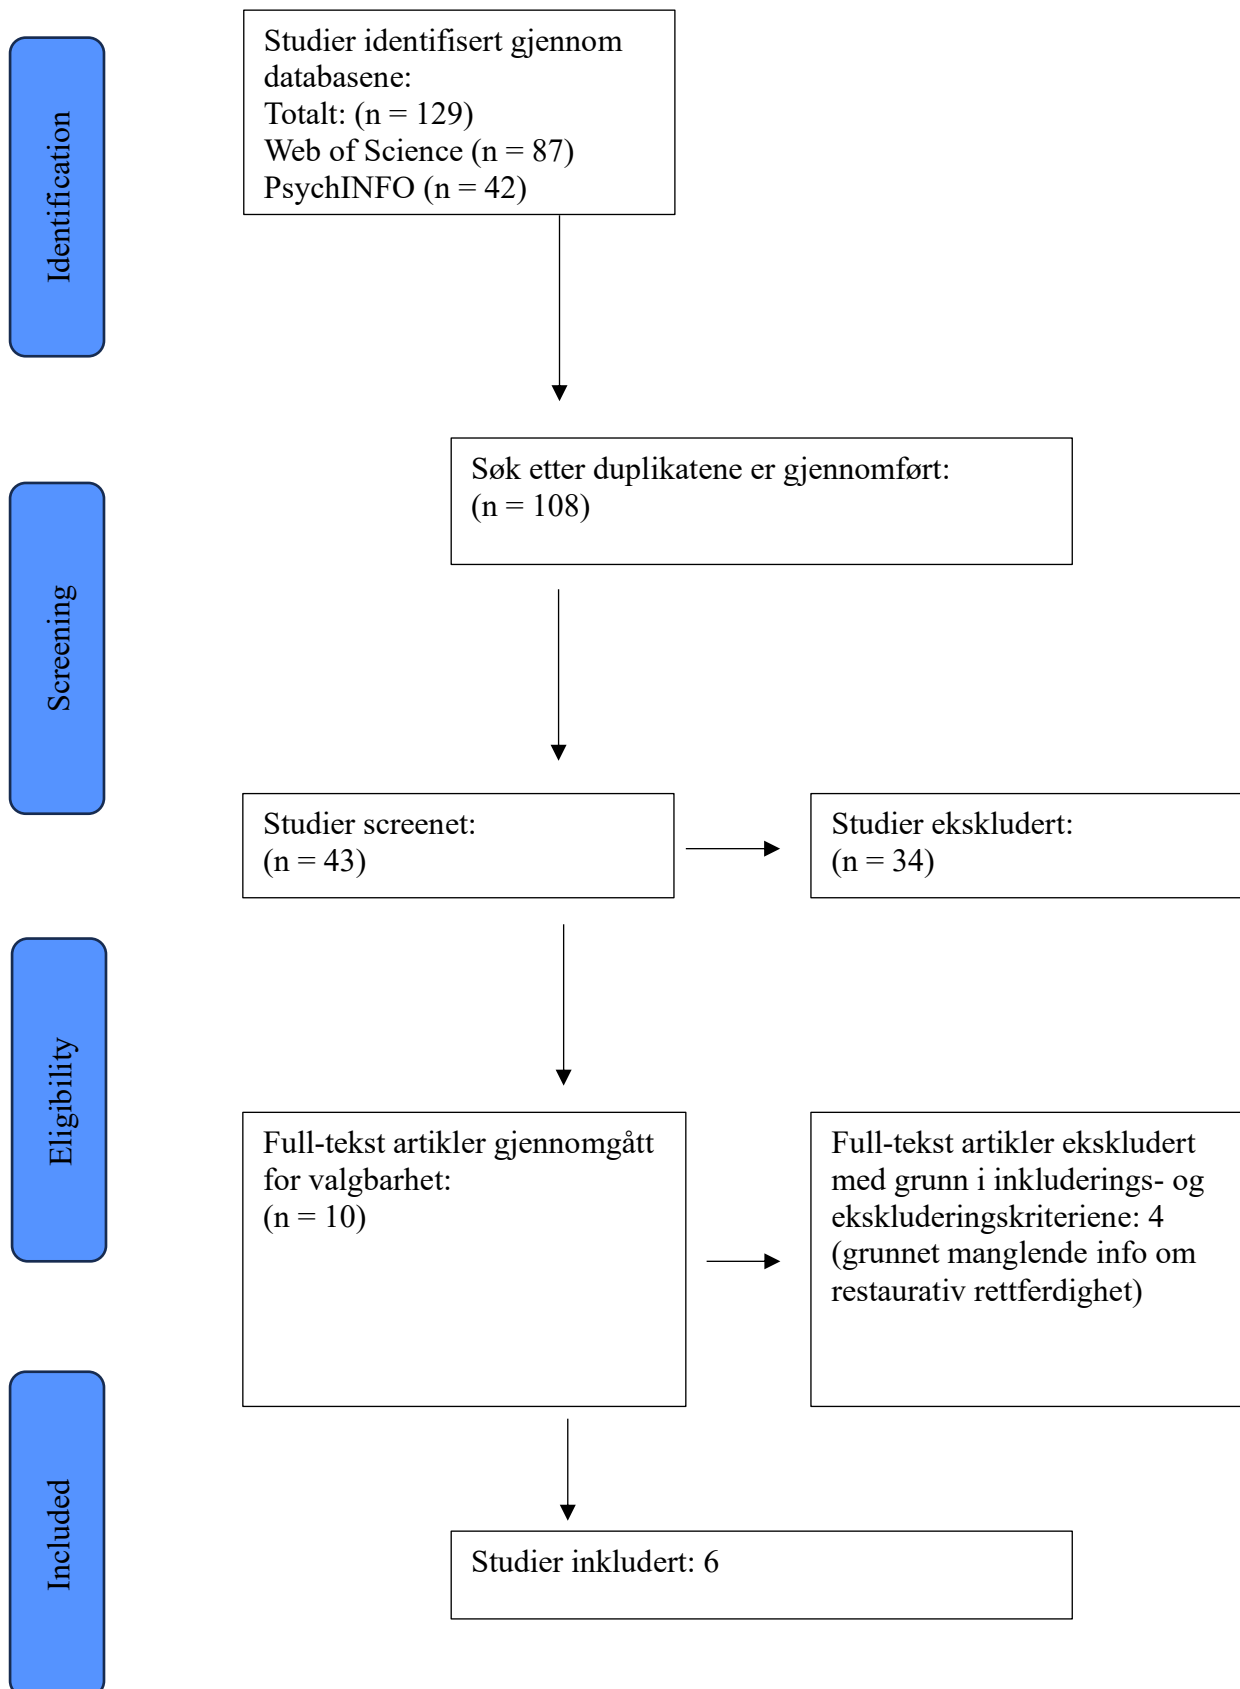 Identification
Studier identifisert gjennom
databasene:
Totalt: (n = 129)
Web of Science (n = 87)
PsychINFO (n = 42)
Screening
Søk etter duplikatene er gjennomført:
(n = 108)
Studier screenet:
(n = 43)
Studier ekskludert:
(n = 34)
Eligibility
Full-tekst artikler gjennomgått
for valgbarhet:
(n = 10)
Full-tekst artikler ekskludert
med grunn i inkluderings- og
ekskluderingskriteriene: 4
(grunnet manglende info om
restaurativ rettferdighet)
Included
Studier inkludert: 6